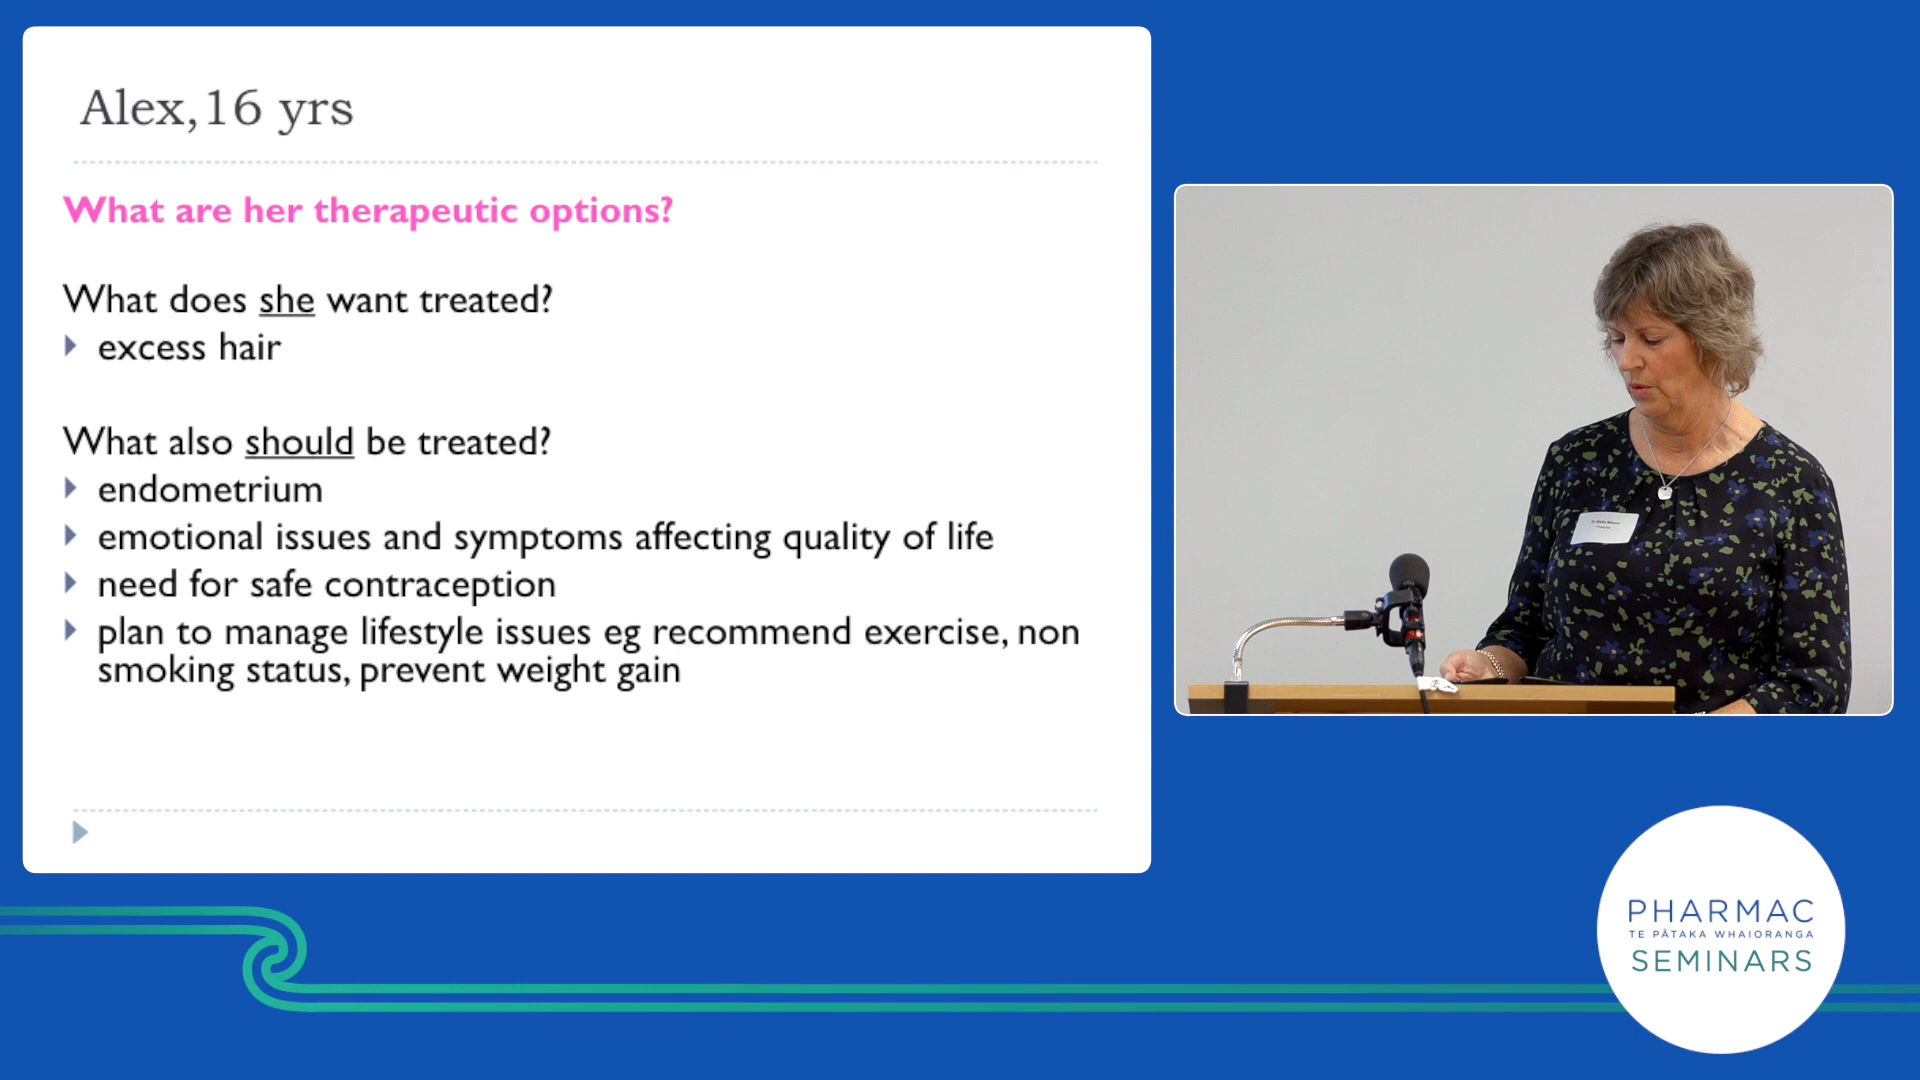 Alex, 16 yrs
What are her therapeutic options?
What does she want treated?
excess hair
What also should be treated?
endometrium
emotional issues and symptoms affecting quality of life
need for safe contraception
plan to manage lifestyle issues eg recommend exercise, non
smoking status, prevent weight gain
PHARMAC
TE PĀTAKA WHAIORANGA
SEMINARS